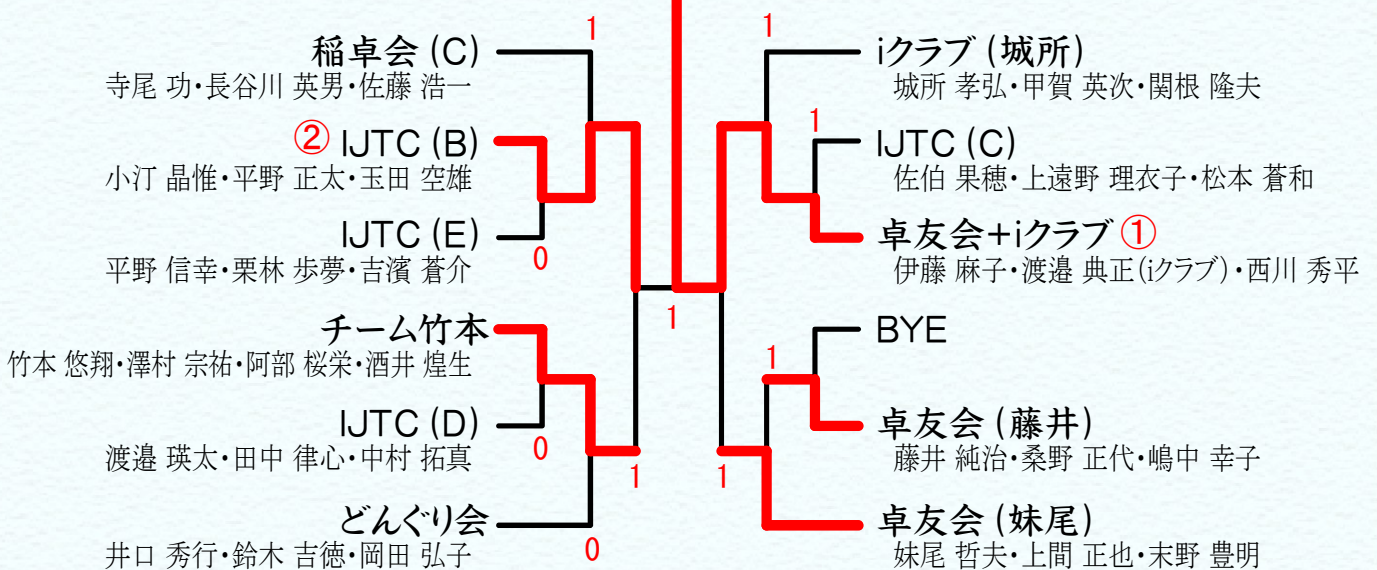 稲卓会 (C)
寺尾 功・長谷川 英男・佐藤 浩一
1
② IJTC (B)
小汀 晶惟・平野 正太・玉田 空雄
IJTC (E)
平野 信幸・栗林 歩夢・吉濱 蒼介
0
チーム竹本
竹本 悠翔・澤村 宗祐・阿部 桜栄・酒井 煌生
IJTC (D)
渡邉 瑛太・田中 律心・中村 拓真
0
1
どんぐり会
井口 秀行・鈴木 吉徳・岡田 弘子
0
1
1
iクラブ (城所)
城所 孝弘・甲賀 英次・関根 隆夫
1
IJTC (C)
佐伯 果穂・上遠野 理衣子・松本 蒼和
卓友会+iクラブ ①
伊藤 麻子・渡邉 典正(iクラブ)・西川 秀平
BYE
1
卓友会 (藤井)
藤井 純治・桑野 正代・嶋中 幸子
1
卓友会 (妹尾)
妹尾 哲夫・上間 正也・末野 豊明